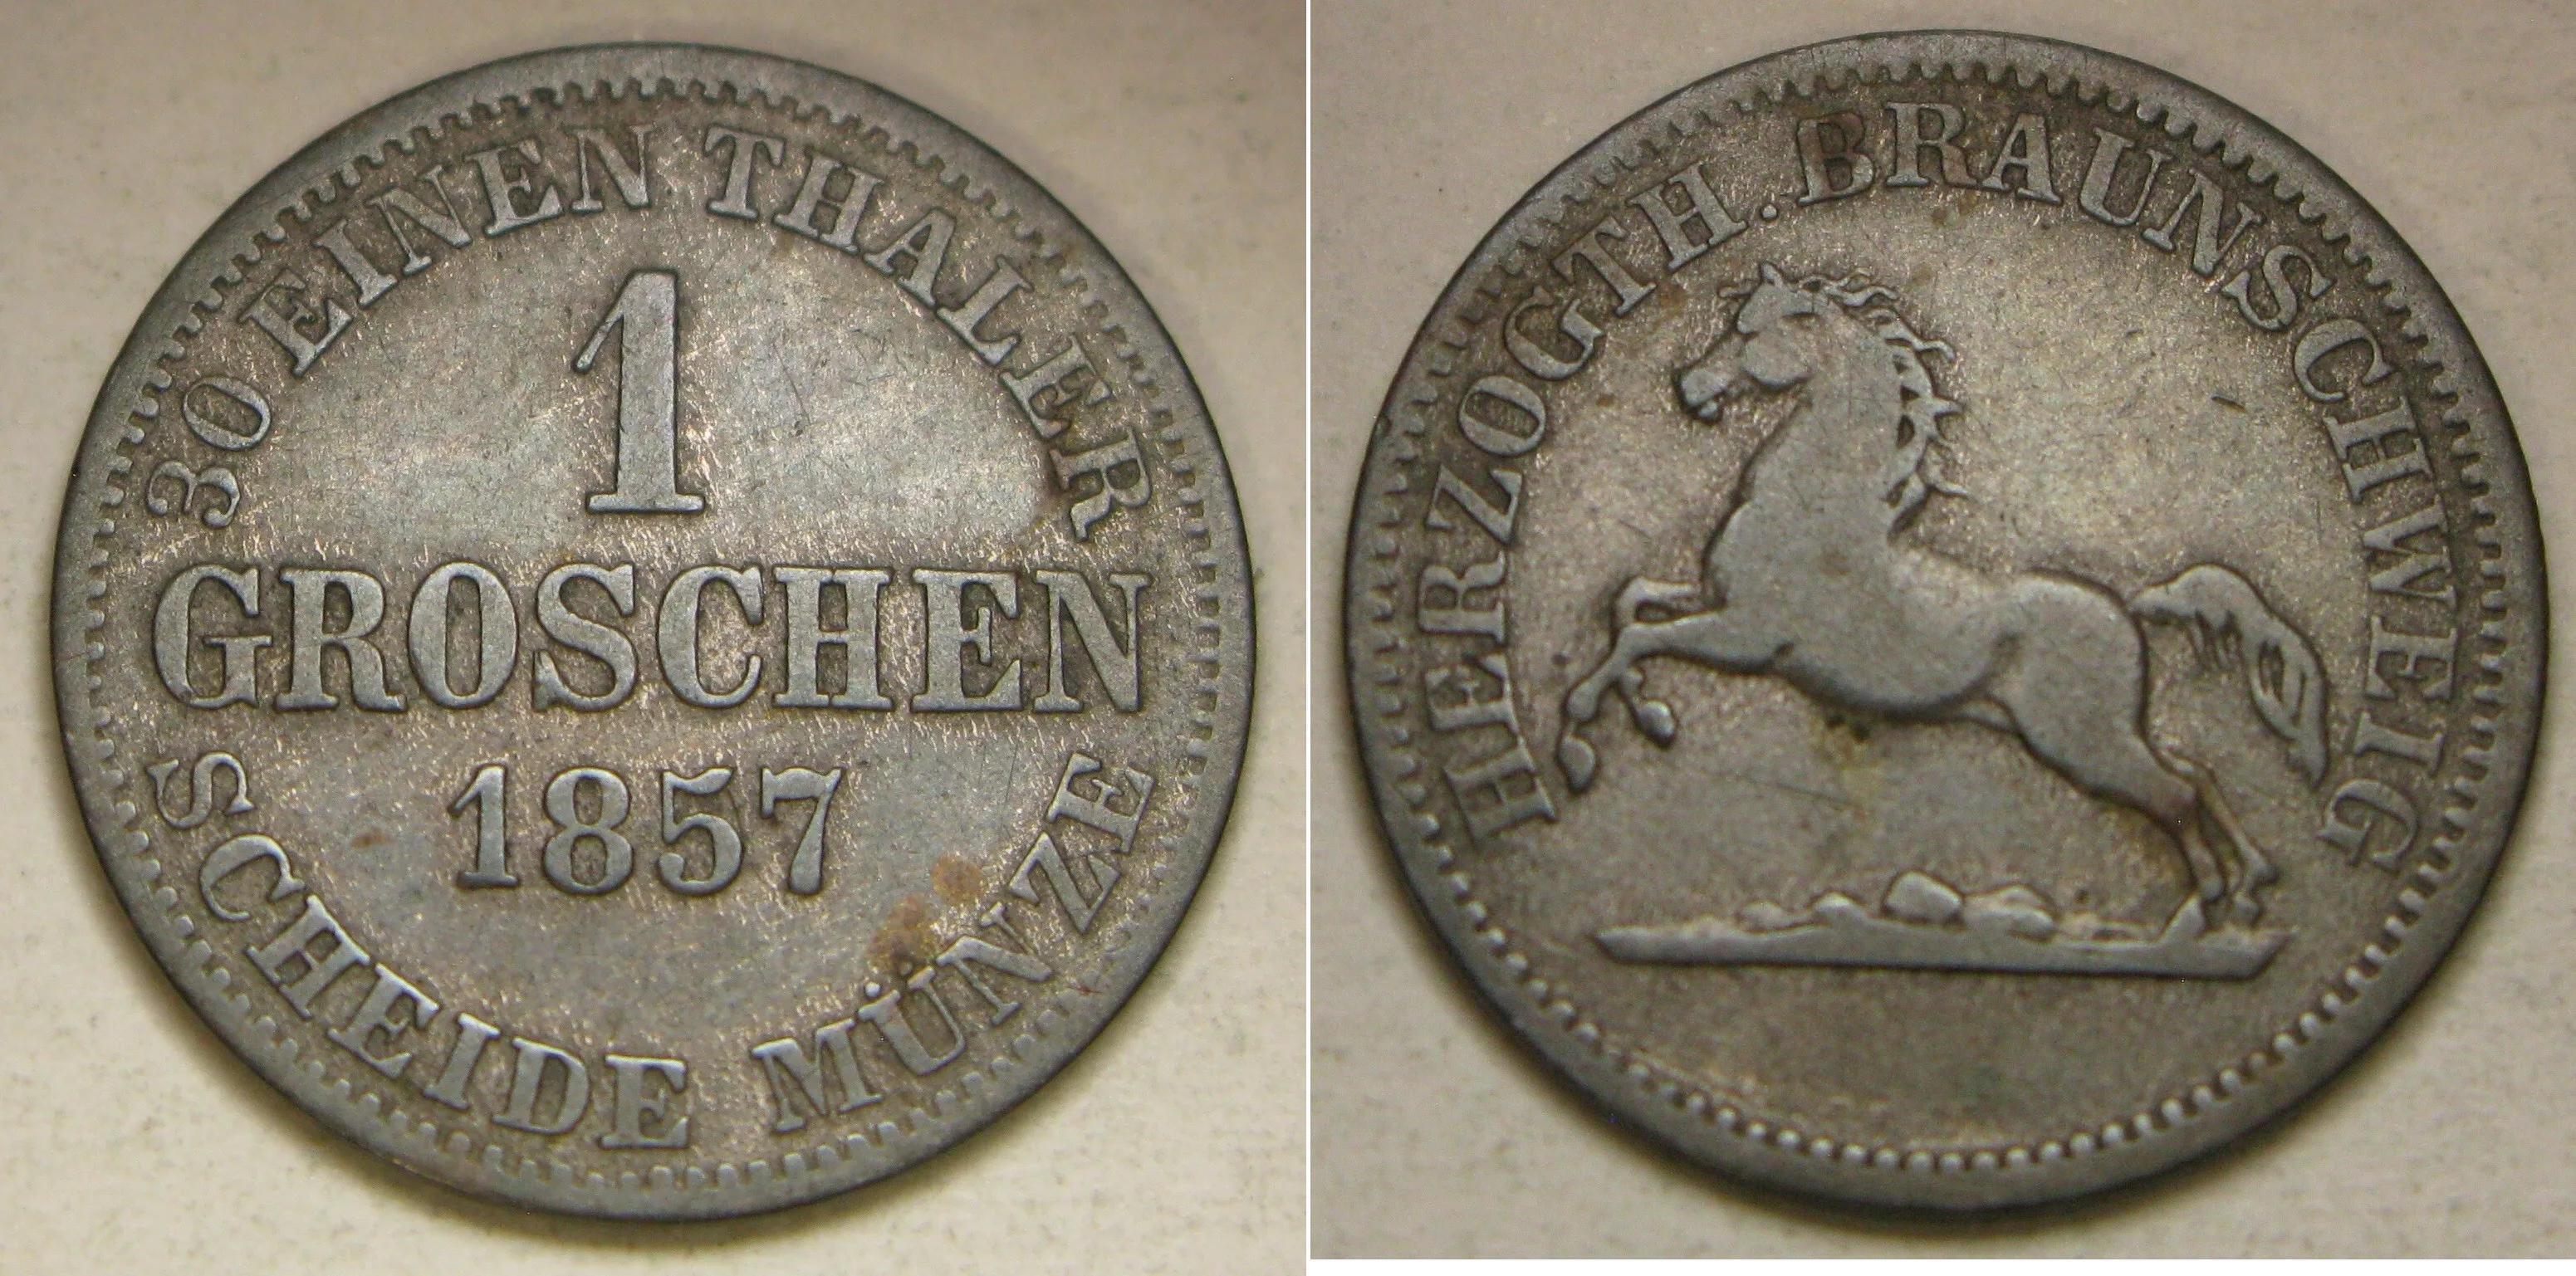 30 EINEN THALER
1
GROSCHEN
1857
SCHEIDE MÜNZE
HERZOGTH. BRAUNSCHWEIG